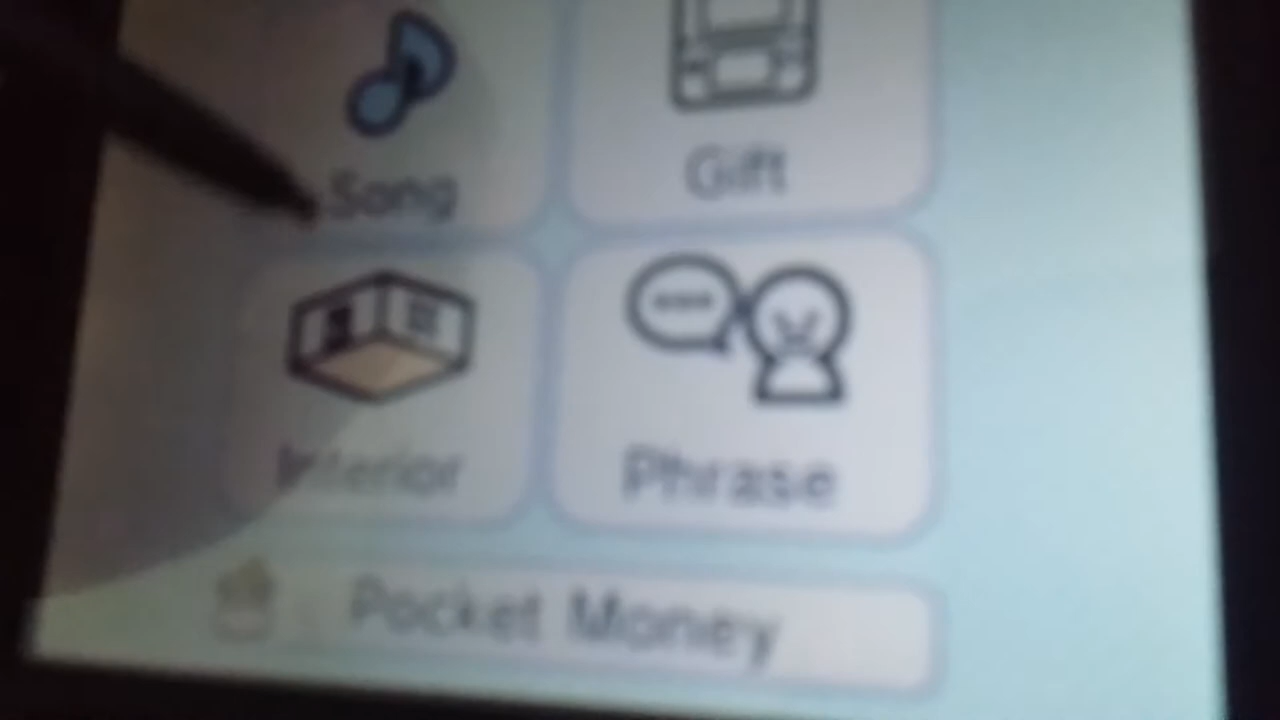 Song
Gift
Interior
Phrase
Pocket Money